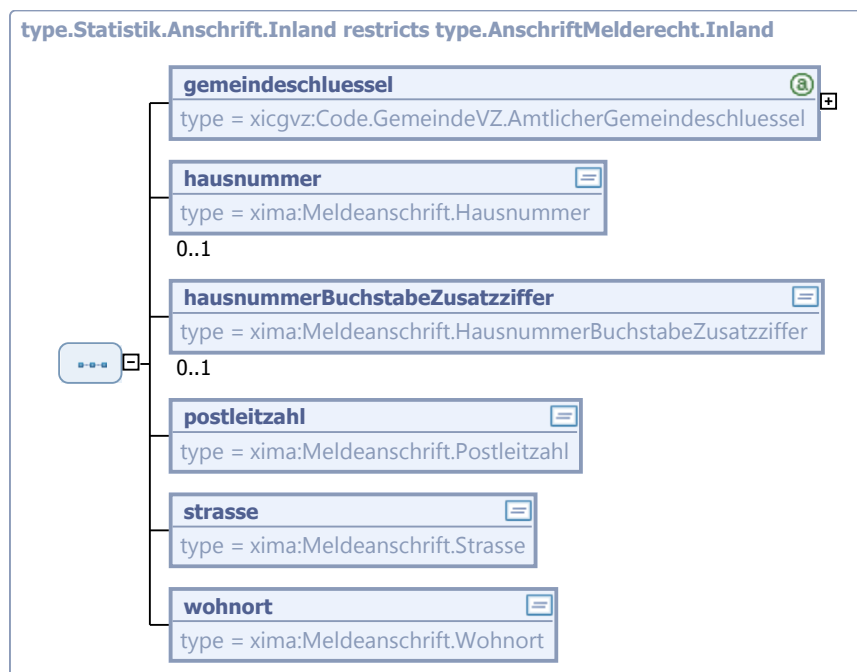 type.Statistik.Anschrift.Inland restricts type.AnschriftMelderecht.Inland
gemeindeschluessel
type = xicgvz:Code.GemeindeVZ.AmtlicherGemeindeschluessel
hausnummer
type = xima:Meldeanschrift.Hausnummer
0..1
hausnummerBuchstabeZusatzziffer
type = xima:Meldeanschrift.HausnummerBuchstabeZusatzziffer
0..1
postleitzahl
type = xima:Meldeanschrift.Postleitzahl
strasse
type = xima:Meldeanschrift.Strasse
wohnort
type = xima:Meldeanschrift.Wohnort